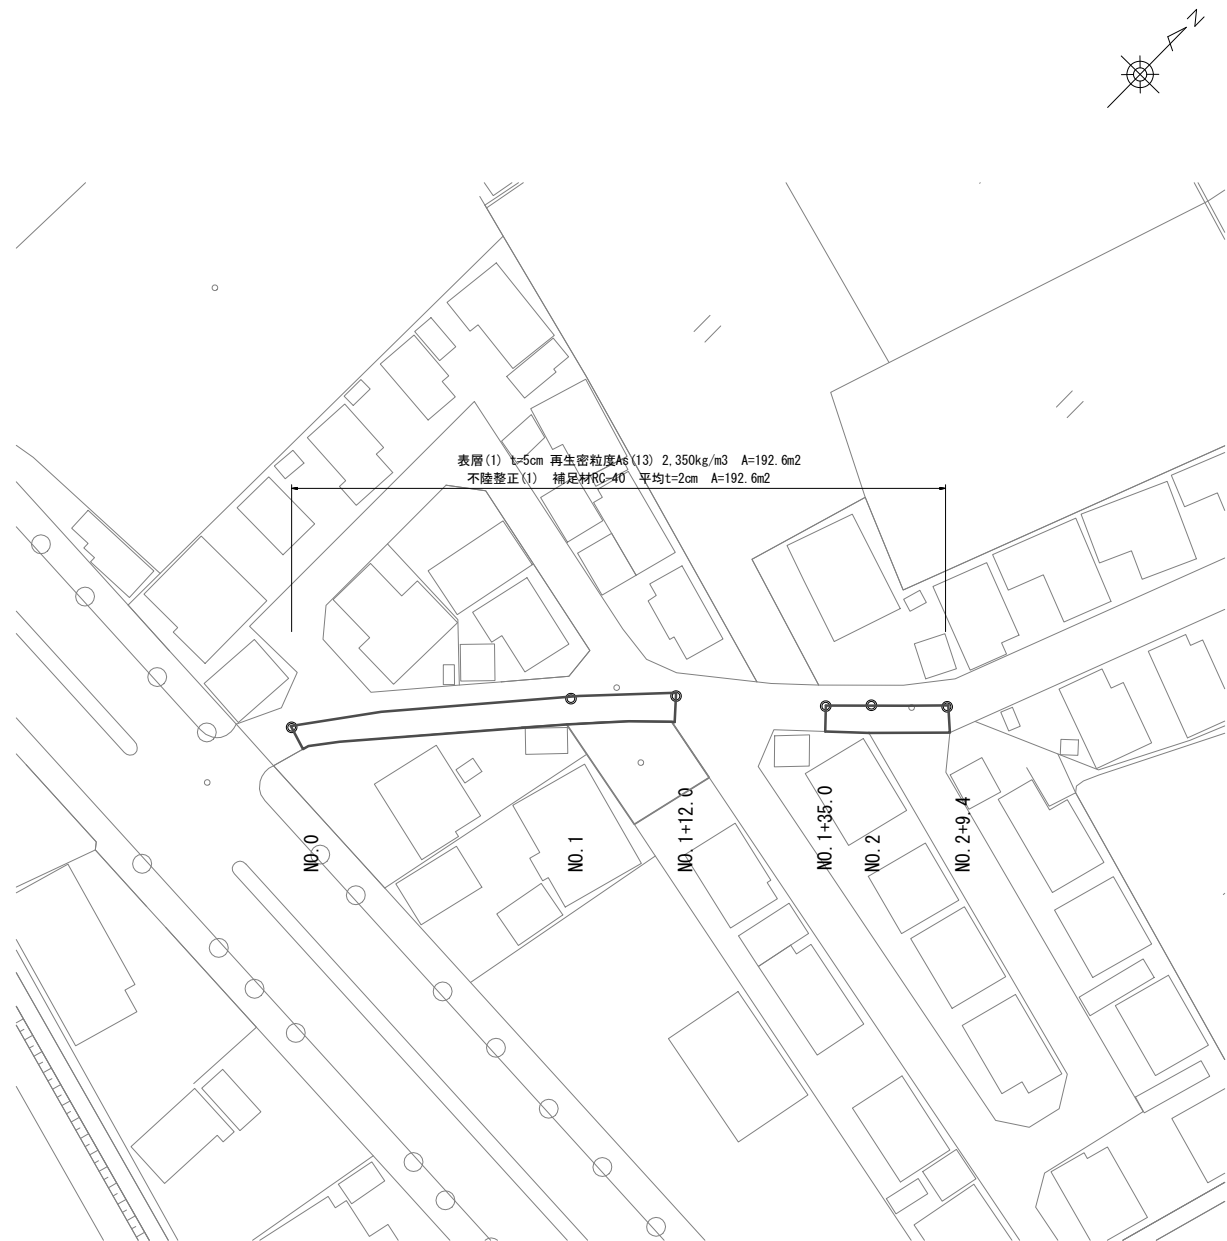 N
表層(1) t=5cm 再生密粒度As(13) 2,350kg/m3 A=192.6m2
不陸整正(1) 補足材RC-40 平均t=2cm A=192.6m2
NO.0
NO.1
NO.1+12.0
NO.1+35.0
NO.2
NO.2+9.4